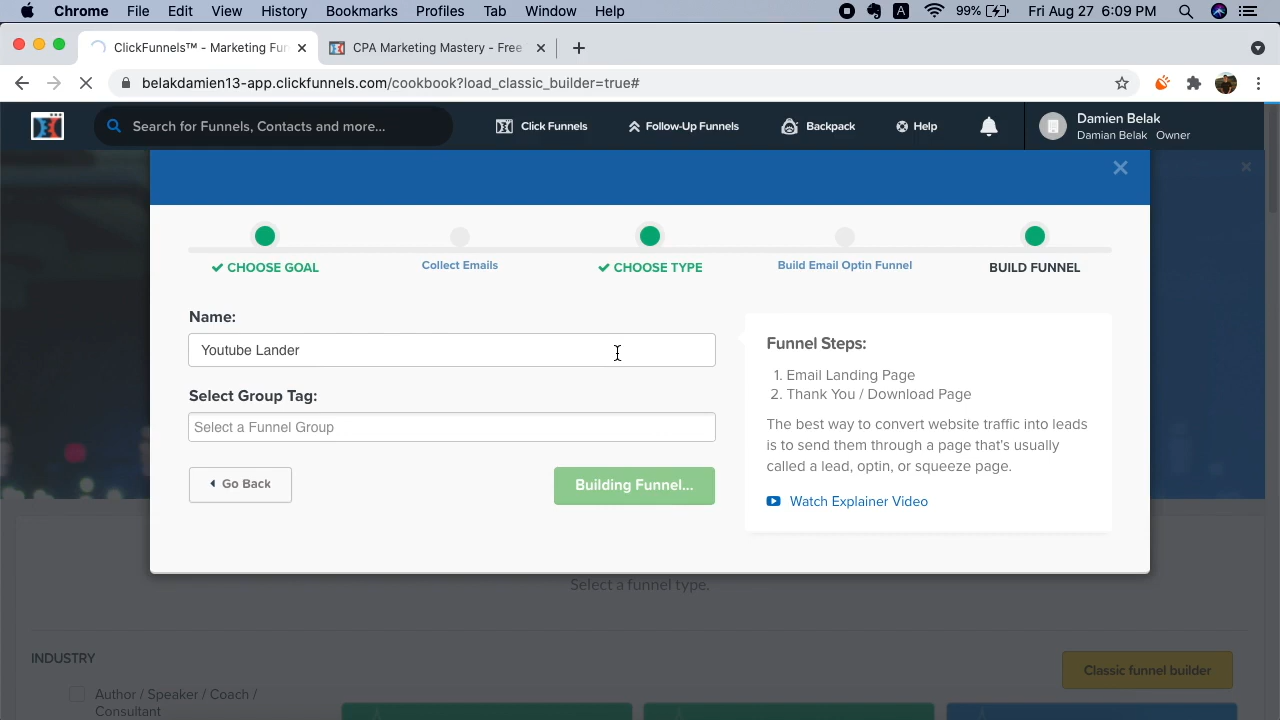 Chrome File Edit View History Bookmarks Profiles Tab Window Help A 99% Fri Aug 27 6:09 PM
ClickFunnels™ - Marketing Fun
CPA Marketing Mastery - Free
belakdamien13-app.clickfunnels.com/cookbook?load_classic_builder=true#
Search for Funnels, Contacts and more...
Click Funnels
Follow-Up Funnels
Backpack
Help
Damien Belak
Damian Belak Owner
CHOOSE GOAL
Collect Emails
CHOOSE TYPE
Build Email Optin Funnel
BUILD FUNNEL
Name:
Youtube Lander
Select Group Tag:
Select a Funnel Group
Go Back
Building Funnel...
Funnel Steps:
1. Email Landing Page
2. Thank You / Download Page
The best way to convert website traffic into leads
is to send them through a page that's usually
called a lead, optin, or squeeze page.
Watch Explainer Video
Select a funnel type.
INDUSTRY
Classic funnel builder
Author / Speaker / Coach /
Consultant